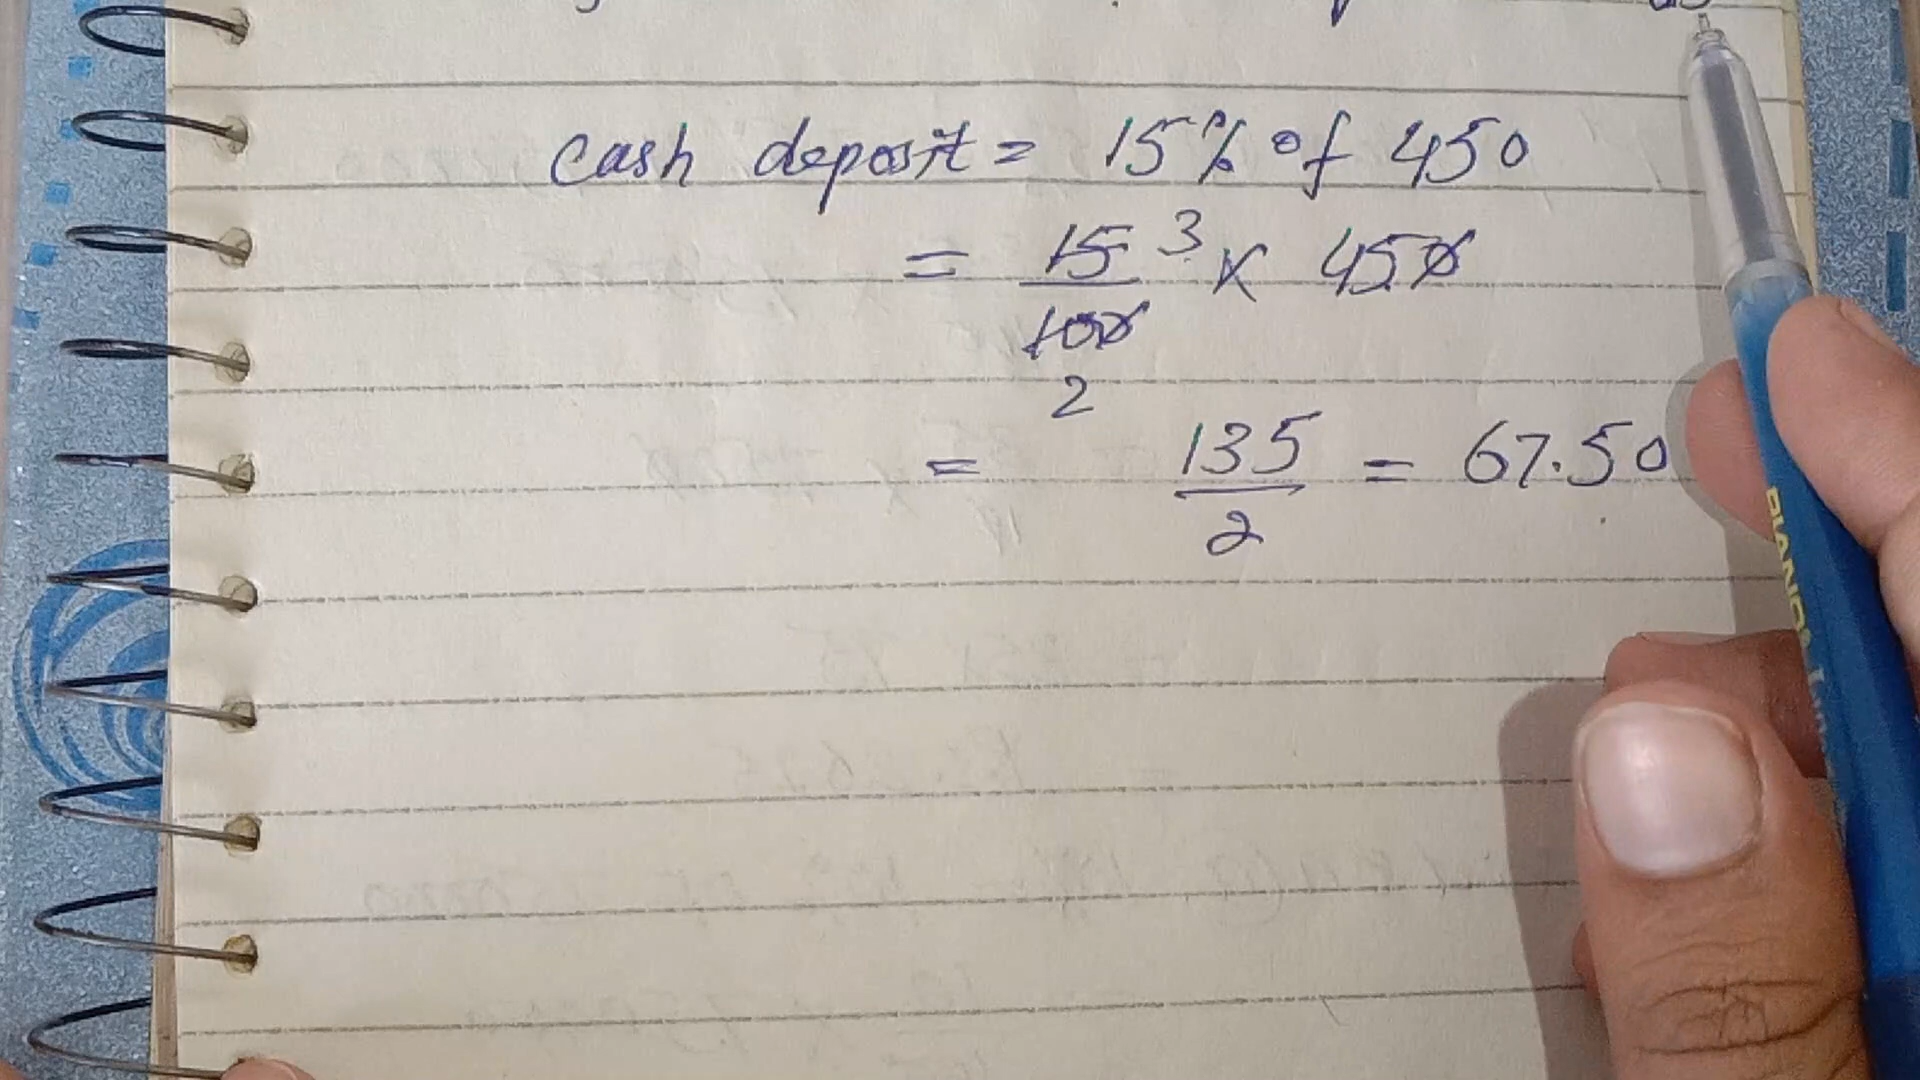 cash deposit = 15% of 450
= 15/100 3 × 450
2
= 135/2 = 67.50